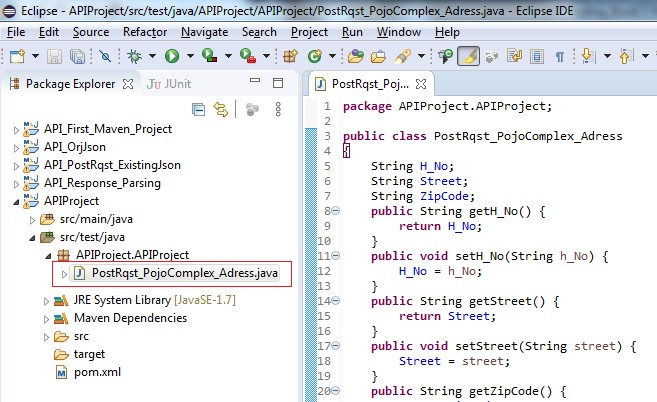 Eclipse - APIProject/src/test/java/APIProject/APIProject/PostRqst_PojoComplex_Adress.java - Eclipse IDE
File Edit Source Refactor Navigate Search Project Run Window Help
Package Explorer JUnit
API_First_Maven_Project
API_OrjJson
API_PostRqst_ExistingJson
API_Response_Parsing
APIProject
src/main/java
src/test/java
APIProject.APIProject
PostRqst_PojoComplex_Adress.java
JRE System Library [JavaSE-1.7]
Maven Dependencies
src
target
pom.xml
PostRqst_Poj...
1 package APIProject.APIProject;
2
3 public class PostRqst_PojoComplex_Adress
4 {
5 String H_No;
6 String Street;
7 String ZipCode;
8 public String getH_No() {
9 return H_No;
10 }
11 public void setH_No(String h_No) {
12 H_No = h_No;
13 }
14 public String getStreet() {
15 return Street;
16 }
17 public void setStreet(String street) {
18 Street = street;
19 }
20 public String getZipCode() {